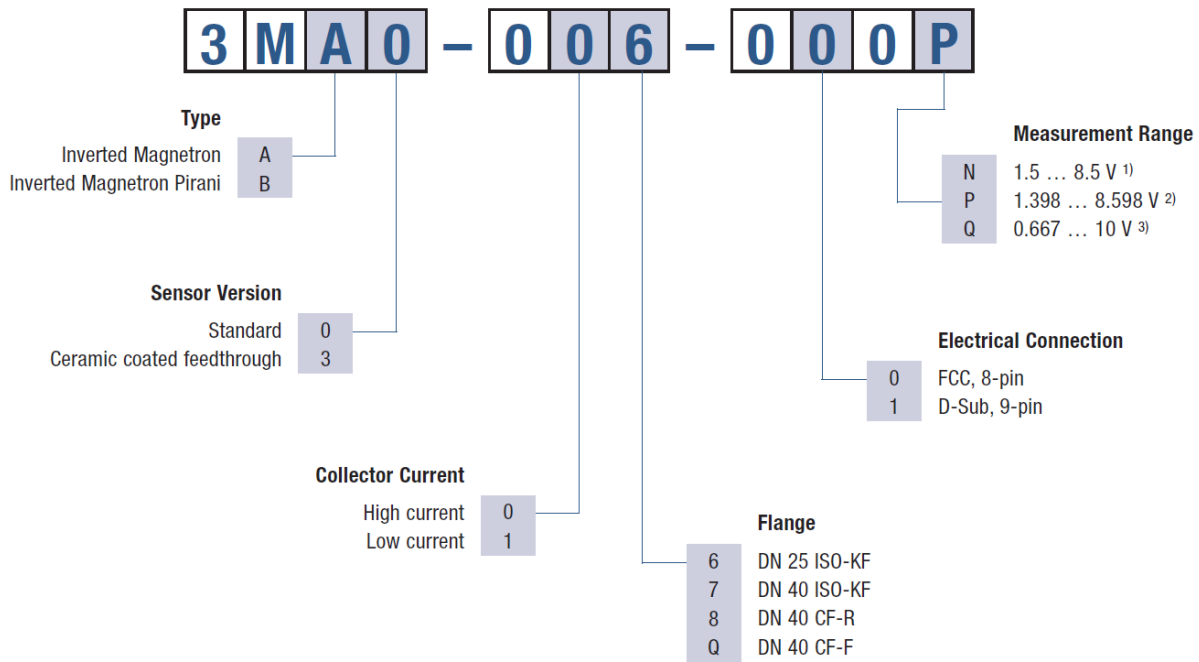 3MA0-006-000P
Type
Inverted Magnetron A
Inverted Magnetron Pirani B
Measurement Range
N 1.5 … 8.5 V 1)
P 1.398 … 8.598 V 2)
Q 0.667 … 10 V 3)
Sensor Version
Standard 0
Ceramic coated feedthrough 3
Electrical Connection
0 FCC, 8-pin
1 D-Sub, 9-pin
Collector Current
High current 0
Low current 1
Flange
6 DN 25 ISO-KF
7 DN 40 ISO-KF
8 DN 40 CF-R
Q DN 40 CF-F